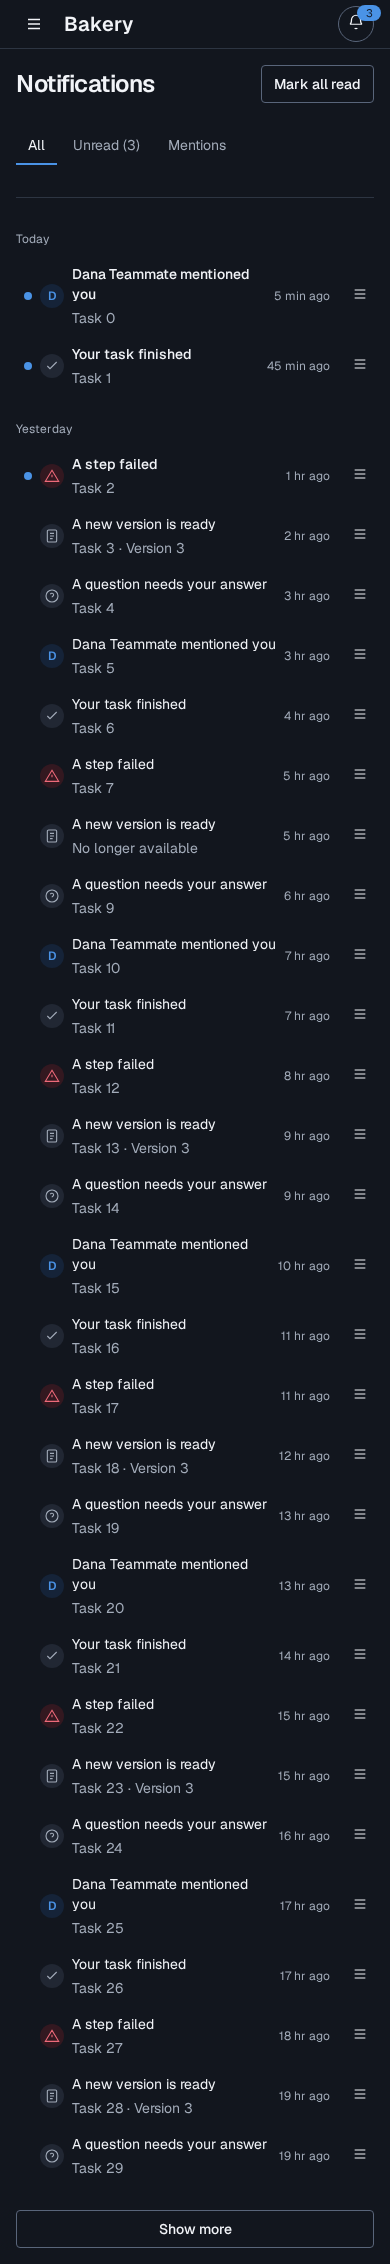 Bakery
3
Notifications
Mark all read
All
Unread (3)
Mentions
Today
D
Dana Teammate mentioned
you
Task 0
5 min ago
Your task finished
Task 1
45 min ago
Yesterday
A step failed
Task 2
1 hr ago
A new version is ready
Task 3 · Version 3
2 hr ago
A question needs your answer
Task 4
3 hr ago
D
Dana Teammate mentioned you
Task 5
3 hr ago
Your task finished
Task 6
4 hr ago
A step failed
Task 7
5 hr ago
A new version is ready
No longer available
5 hr ago
A question needs your answer
Task 9
6 hr ago
D
Dana Teammate mentioned you
Task 10
7 hr ago
Your task finished
Task 11
7 hr ago
A step failed
Task 12
8 hr ago
A new version is ready
Task 13 · Version 3
9 hr ago
A question needs your answer
Task 14
9 hr ago
D
Dana Teammate mentioned
you
Task 15
10 hr ago
Your task finished
Task 16
11 hr ago
A step failed
Task 17
11 hr ago
A new version is ready
Task 18 · Version 3
12 hr ago
A question needs your answer
Task 19
13 hr ago
D
Dana Teammate mentioned
you
Task 20
13 hr ago
Your task finished
Task 21
14 hr ago
A step failed
Task 22
15 hr ago
A new version is ready
Task 23 · Version 3
15 hr ago
A question needs your answer
Task 24
16 hr ago
D
Dana Teammate mentioned
you
Task 25
17 hr ago
Your task finished
Task 26
17 hr ago
A step failed
Task 27
18 hr ago
A new version is ready
Task 28 · Version 3
19 hr ago
A question needs your answer
Task 29
19 hr ago
Show more